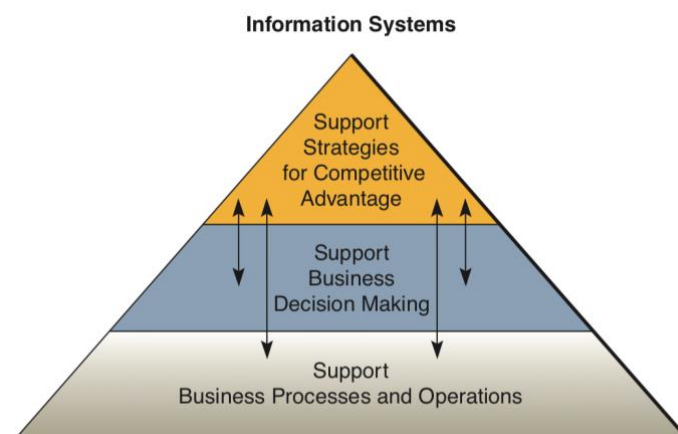 Information Systems
Support
Strategies
for Competitive
Advantage
Support
Business
Decision Making
Support
Business Processes and Operations